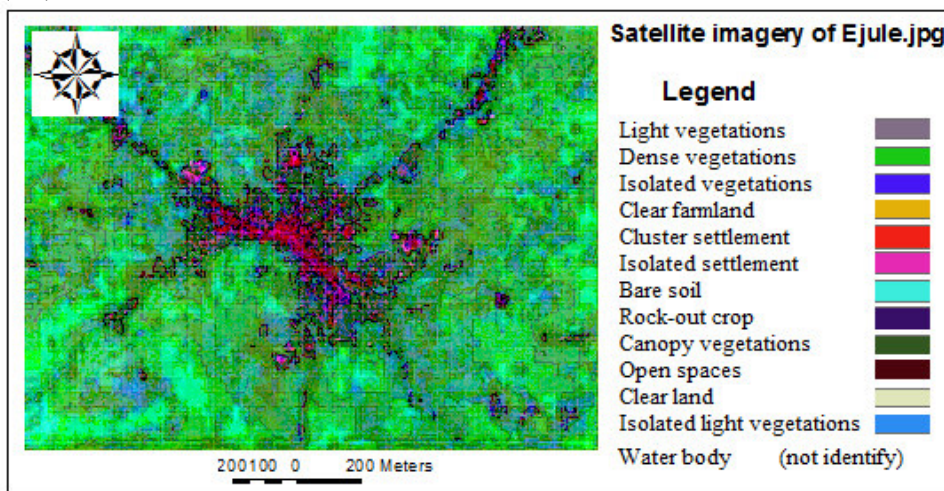 Satellite imagery of Ejule.jpg
Legend
Light vegetations
Dense vegetations
Isolated vegetations
Clear farmland
Cluster settlement
Isolated settlement
Bare soil
Rock-out crop
Canopy vegetations
Open spaces
Clear land
Isolated light vegetations
Water body (not identify)
200100 0 200 Meters